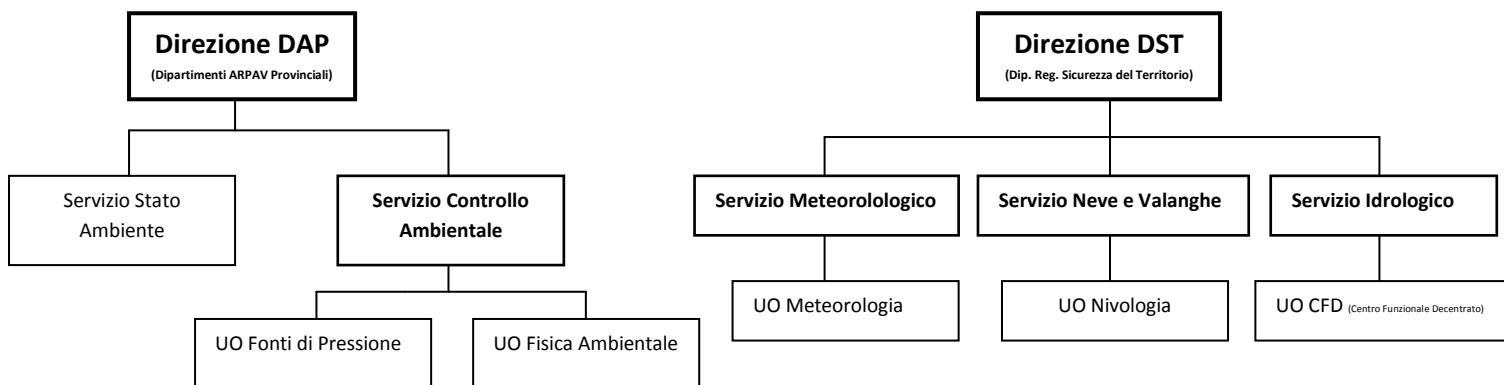 Direzione DAP
(Dipartimenti ARPAV Provinciali)
Direzione DST
(Dip. Reg. Sicurezza del Territorio)
Servizio Stato
Ambiente
Servizio Controllo
Ambientale
Servizio Meteorolologico
Servizio Neve e Valanghe
Servizio Idrologico
UO Fonti di Pressione
UO Fisica Ambientale
UO Meteorologia
UO Nivologia
UO CFD (Centro Funzionale Decentrato)